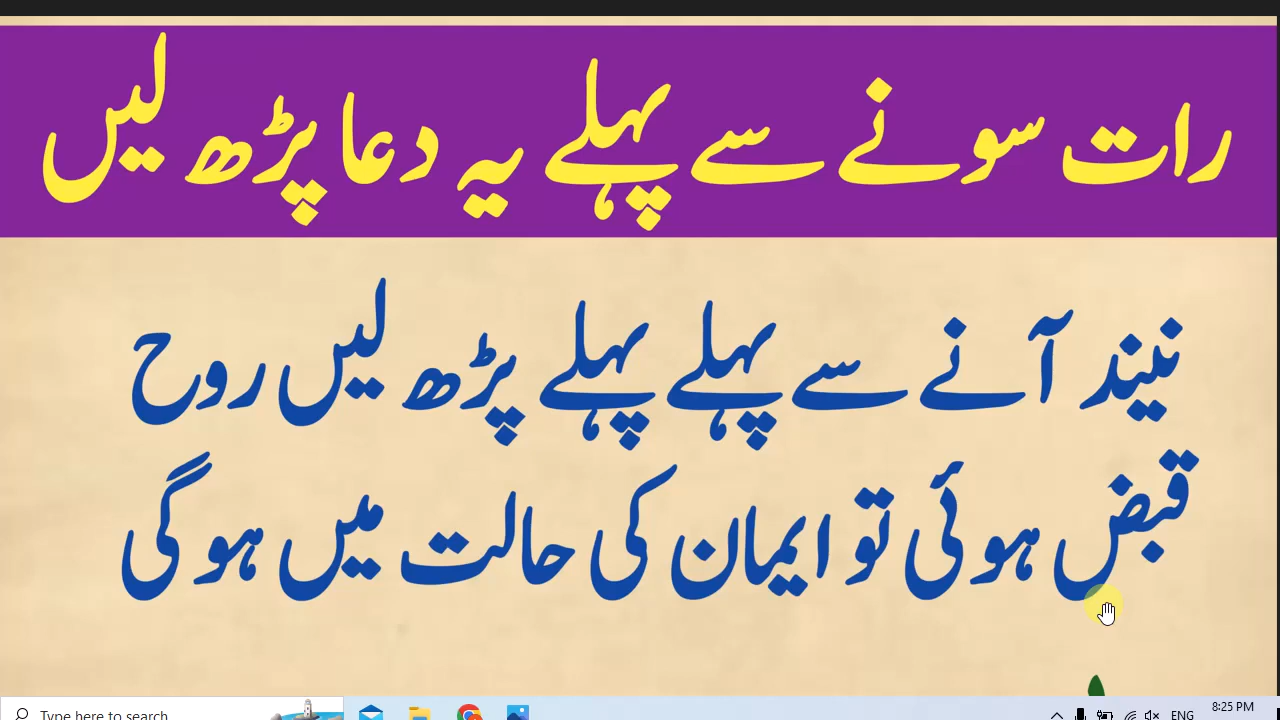 رات سونے سے پہلے یہ دعا پڑھ لیں
نیند آنے سے پہلے پہلے پڑھ لیں روح
قبض ہوئی تو ایمان کی حالت میں ہو گی
Type here to search
ENG
8:25 PM